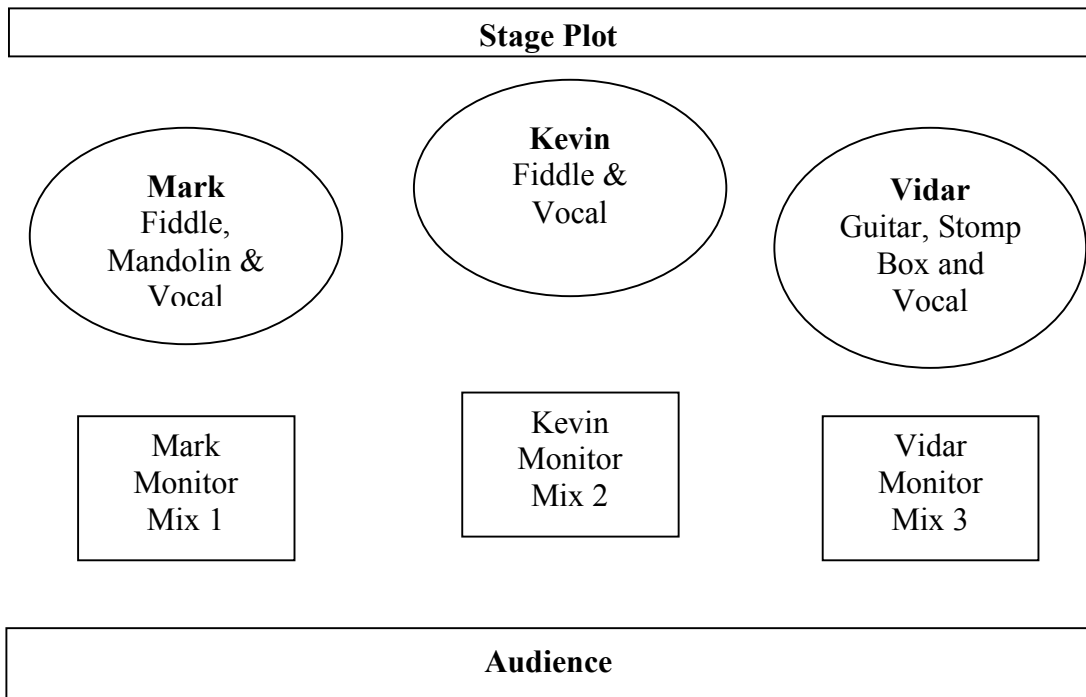 Stage Plot
Mark
Fiddle,
Mandolin &
Vocal
Kevin
Fiddle &
Vocal
Vidar
Guitar, Stomp
Box and
Vocal
Mark
Monitor
Mix 1
Kevin
Monitor
Mix 2
Vidar
Monitor
Mix 3
Audience